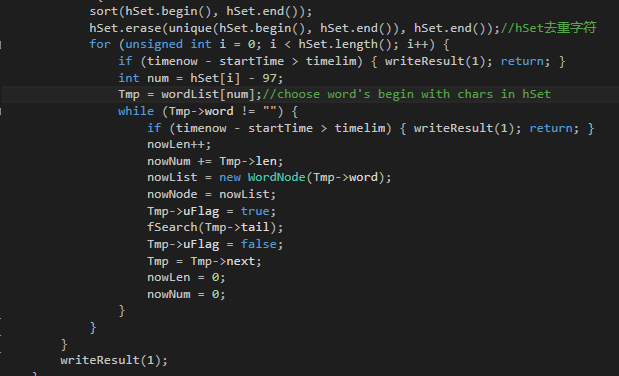 sort(hSet.begin(), hSet.end());
hSet.erase(unique(hSet.begin(), hSet.end()), hSet.end());//hSet去重字符
for (unsigned int i = 0; i < hSet.length(); i++) {
if (timenow - startTime > timelim) { writeResult(1); return; }
int num = hSet[i] - 97;
Tmp = wordList[num];//choose word's begin with chars in hSet
while (Tmp->word != "") {
if (timenow - startTime > timelim) { writeResult(1); return; }
nowLen++;
nowNum += Tmp->len;
nowList = new WordNode(Tmp->word);
nowNode = nowList;
Tmp->uFlag = true;
fSearch(Tmp->tail);
Tmp->uFlag = false;
Tmp = Tmp->next;
nowLen = 0;
nowNum = 0;
}
}
}
writeResult(1);